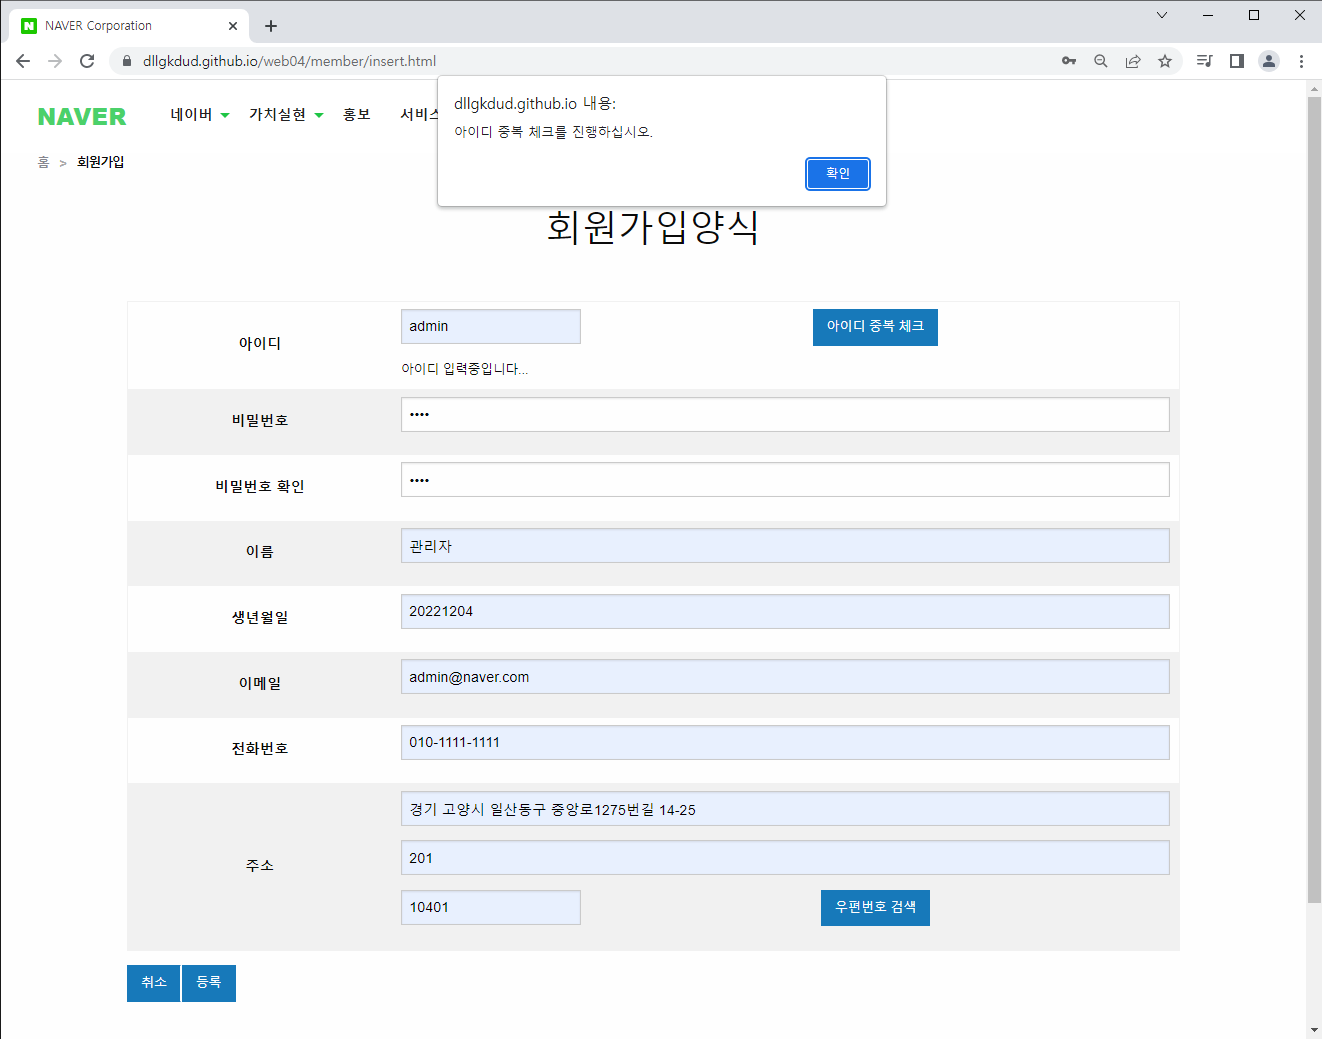 NAVER Corporation
dllgkdud.github.io/web04/member/insert.html
dllgkdud.github.io 내용:
아이디 중복 체크를 진행하십시오.
확인
NAVER 네이버 가치실현 홍보 서비스
홈 > 회원가입
회원가입양식
아이디 admin 아이디 중복 체크
아이디 입력중입니다...
비밀번호 ••••
비밀번호 확인 ••••
이름 관리자
생년월일 20221204
이메일 admin@naver.com
전화번호 010-1111-1111
경기 고양시 일산동구 중앙로1275번길 14-25
주소 201
10401 우편번호 검색
취소 등록